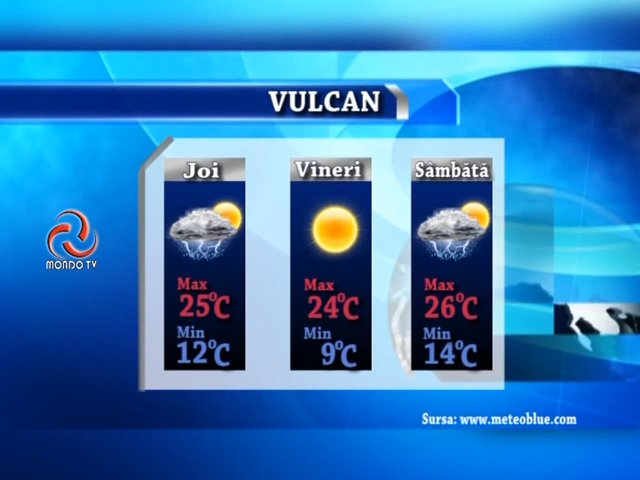 VULCAN
Joi
Vineri
Sâmbătă
Max
25°C
Min
12°C
Max
24°C
Min
9°C
Max
26°C
Min
14°C
MONDO TV
Sursa: www.meteoblue.com